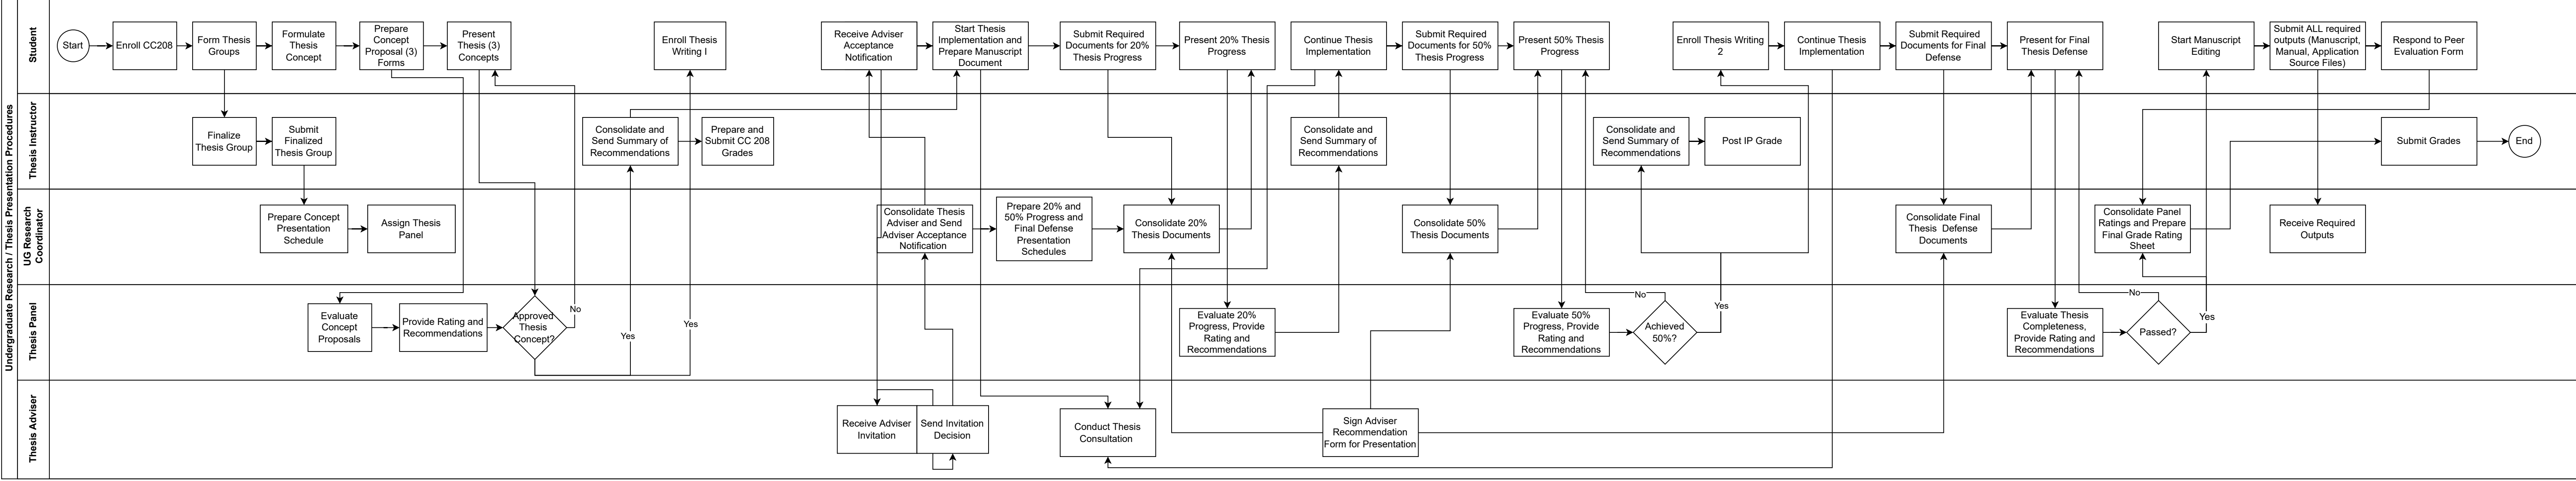 Undergraduate Research / Thesis Presentation Procedures
Student
Start
Enroll CC208
Form Thesis
Groups
Formulate
Thesis
Concept
Prepare
Concept
Proposal (3)
Forms
Present
Thesis (3)
Concepts
Enroll Thesis
Writing I
Receive Adviser
Acceptance
Notification
Start Thesis
Implementation and
Prepare Manuscript
Document
Submit Required
Documents for 20%
Thesis Progress
Present 20% Thesis
Progress
Continue Thesis
Implementation
Submit Required
Documents for 50%
Thesis Progress
Present 50% Thesis
Progress
Enroll Thesis Writing
2
Continue Thesis
Implementation
Submit Required
Documents for Final
Defense
Present for Final
Thesis Defense
Start Manuscript
Editing
Submit ALL required
outputs (Manuscript,
Manual, Application
Source Files)
Respond to Peer
Evaluation Form
Thesis Instructor
Finalize
Thesis Group
Submit
Finalized
Thesis Group
Consolidate and
Send Summary of
Recommendations
Prepare and
Submit CC 208
Grades
Consolidate and
Send Summary of
Recommendations
Consolidate and
Send Summary of
Recommendations
Post IP Grade
Submit Grades
End
UG Research
Coordinator
Prepare Concept
Presentation
Schedule
Assign Thesis
Panel
Consolidate Thesis
Adviser and Send
Adviser Acceptance
Notification
Prepare 20% and
50% Progress and
Final Defense
Presentation
Schedules
Consolidate 20%
Thesis Documents
Consolidate 50%
Thesis Documents
Consolidate Final
Thesis Defense
Documents
Consolidate Panel
Ratings and Prepare
Final Grade Rating
Sheet
Receive Required
Outputs
Thesis Panel
Evaluate
Concept
Proposals
Provide Rating and
Recommendations
Approved
Thesis
Concept?
No
Yes
Yes
Evaluate 20%
Progress, Provide
Rating and
Recommendations
Evaluate 50%
Progress, Provide
Rating and
Recommendations
Achieved
50%?
No
Yes
Evaluate Thesis
Completeness,
Provide Rating and
Recommendations
Passed?
No
Yes
Thesis Adviser
Receive Adviser
Invitation
Send Invitation
Decision
Conduct Thesis
Consultation
Sign Adviser
Recommendation
Form for Presentation